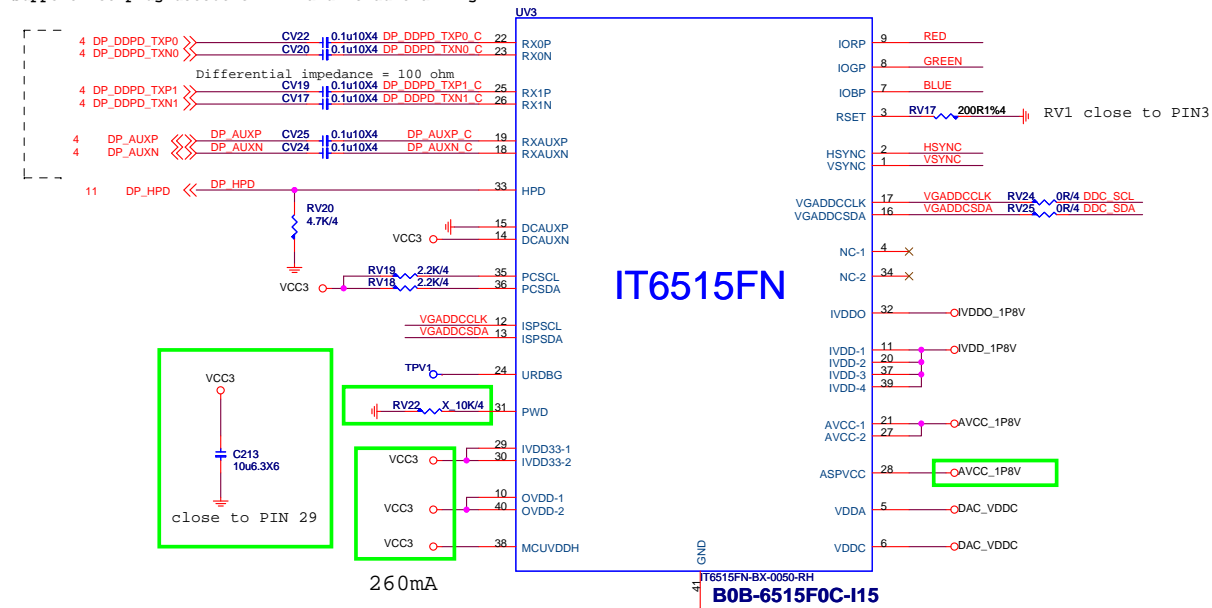 UV3
4 DP_DDPD_TXP0 CV22 0.1u10X4 DP_DDPD_TXP0_C 22 RX0P
4 DP_DDPD_TXN0 CV20 0.1u10X4 DP_DDPD_TXN0_C 23 RX0N
Differential impedance = 100 ohm
4 DP_DDPD_TXP1 CV19 0.1u10X4 DP_DDPD_TXP1_C 25 RX1P
4 DP_DDPD_TXN1 CV17 0.1u10X4 DP_DDPD_TXN1_C 26 RX1N
4 DP_AUXP DP_AUXP CV25 0.1u10X4 DP_AUXP_C 19 RXAUXP
4 DP_AUXN DP_AUXN CV24 0.1u10X4 DP_AUXN_C 18 RXAUXN
11 DP_HPD DP_HPD 33 HPD
RV20
4.7K/4
15 DCAUXP
VCC3 14 DCAUXN
RV19 2.2K/4 35 PCSCL
VCC3 RV18 2.2K/4 36 PCSDA
VGADDCCLK 12 ISPSCL
VGADDCSDA 13 ISPSDA
TPV1 24 URDBG
RV22 X_10K/4 31 PWD
VCC3
C213
10u6.3X6
close to PIN 29
29 IVDD33-1
VCC3 30 IVDD33-2
10 OVDD-1
VCC3 40 OVDD-2
VCC3 38 MCUVDDH
260mA
IT6515FN
IORP 9 RED
IOGP 8 GREEN
IOBP 7 BLUE
RSET 3 RV17 200R1%4 RV1 close to PIN3
HSYNC 2 HSYNC
VSYNC 1 VSYNC
VGADDCCLK 17 VGADDCCLK RV24 0R/4 DDC_SCL
VGADDCSDA 16 VGADDCSDA RV25 0R/4 DDC_SDA
NC-1 4
NC-2 34
IVDDO 32 IVDDO_1P8V
IVDD-1 11 IVDD_1P8V
IVDD-2 20
IVDD-3 37
IVDD-4 39
AVCC-1 21 AVCC_1P8V
AVCC-2 27
ASPVCC 28 AVCC_1P8V
VDDA 5 DAC_VDDC
VDDC 6 DAC_VDDC
GND
41
IT6515FN-BX-0050-RH
B0B-6515F0C-I15